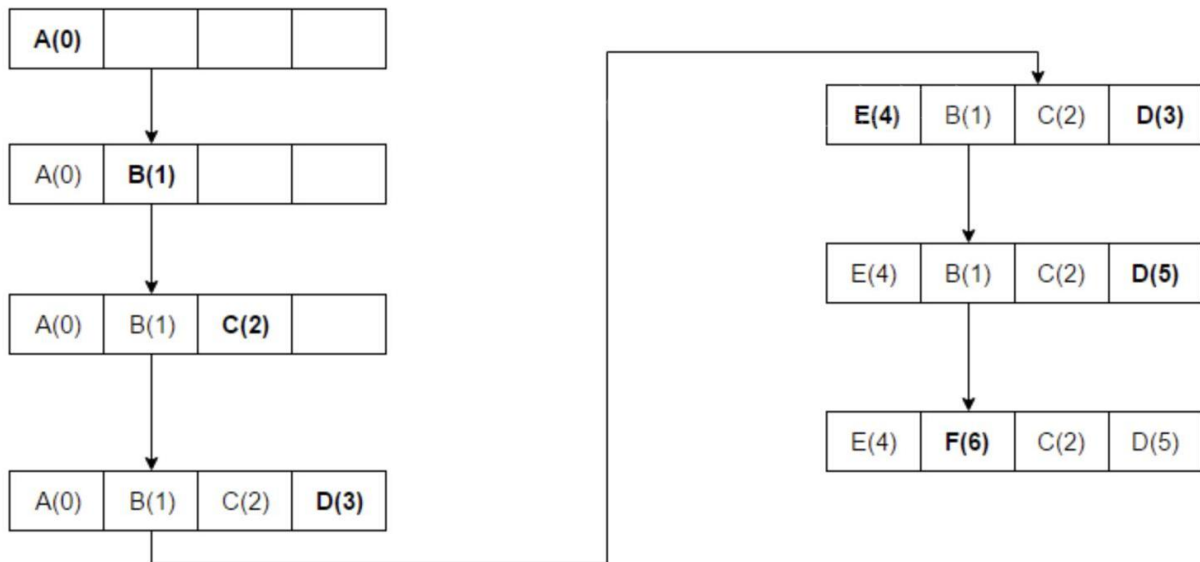 A(0)
A(0) B(1)
A(0) B(1) C(2)
A(0) B(1) C(2) D(3)
E(4) B(1) C(2) D(3)
E(4) B(1) C(2) D(5)
E(4) F(6) C(2) D(5)